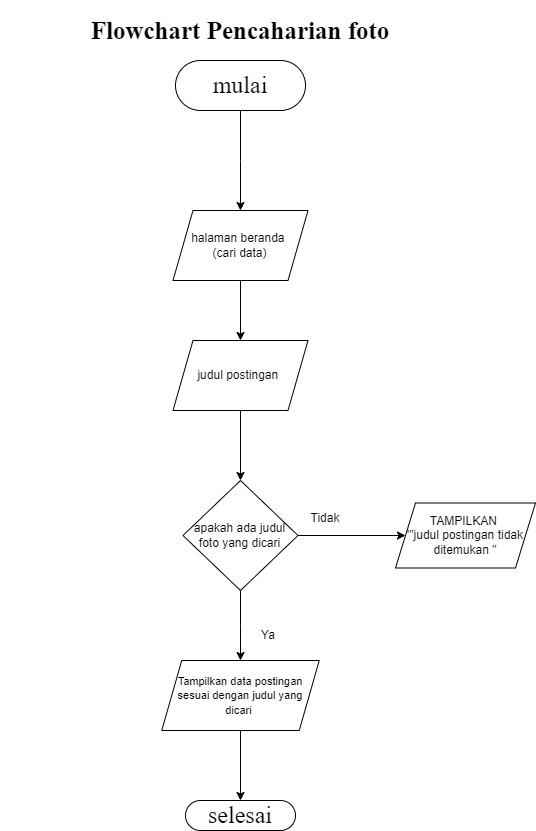 Flowchart Pencaharian foto
mulai
halaman beranda
(cari data)
judul postingan
apakah ada judul
foto yang dicari
Tidak
TAMPILKAN
'"judul postingan tidak
ditemukan "
Ya
Tampilkan data postingan
sesuai dengan judul yang
dicari
selesai